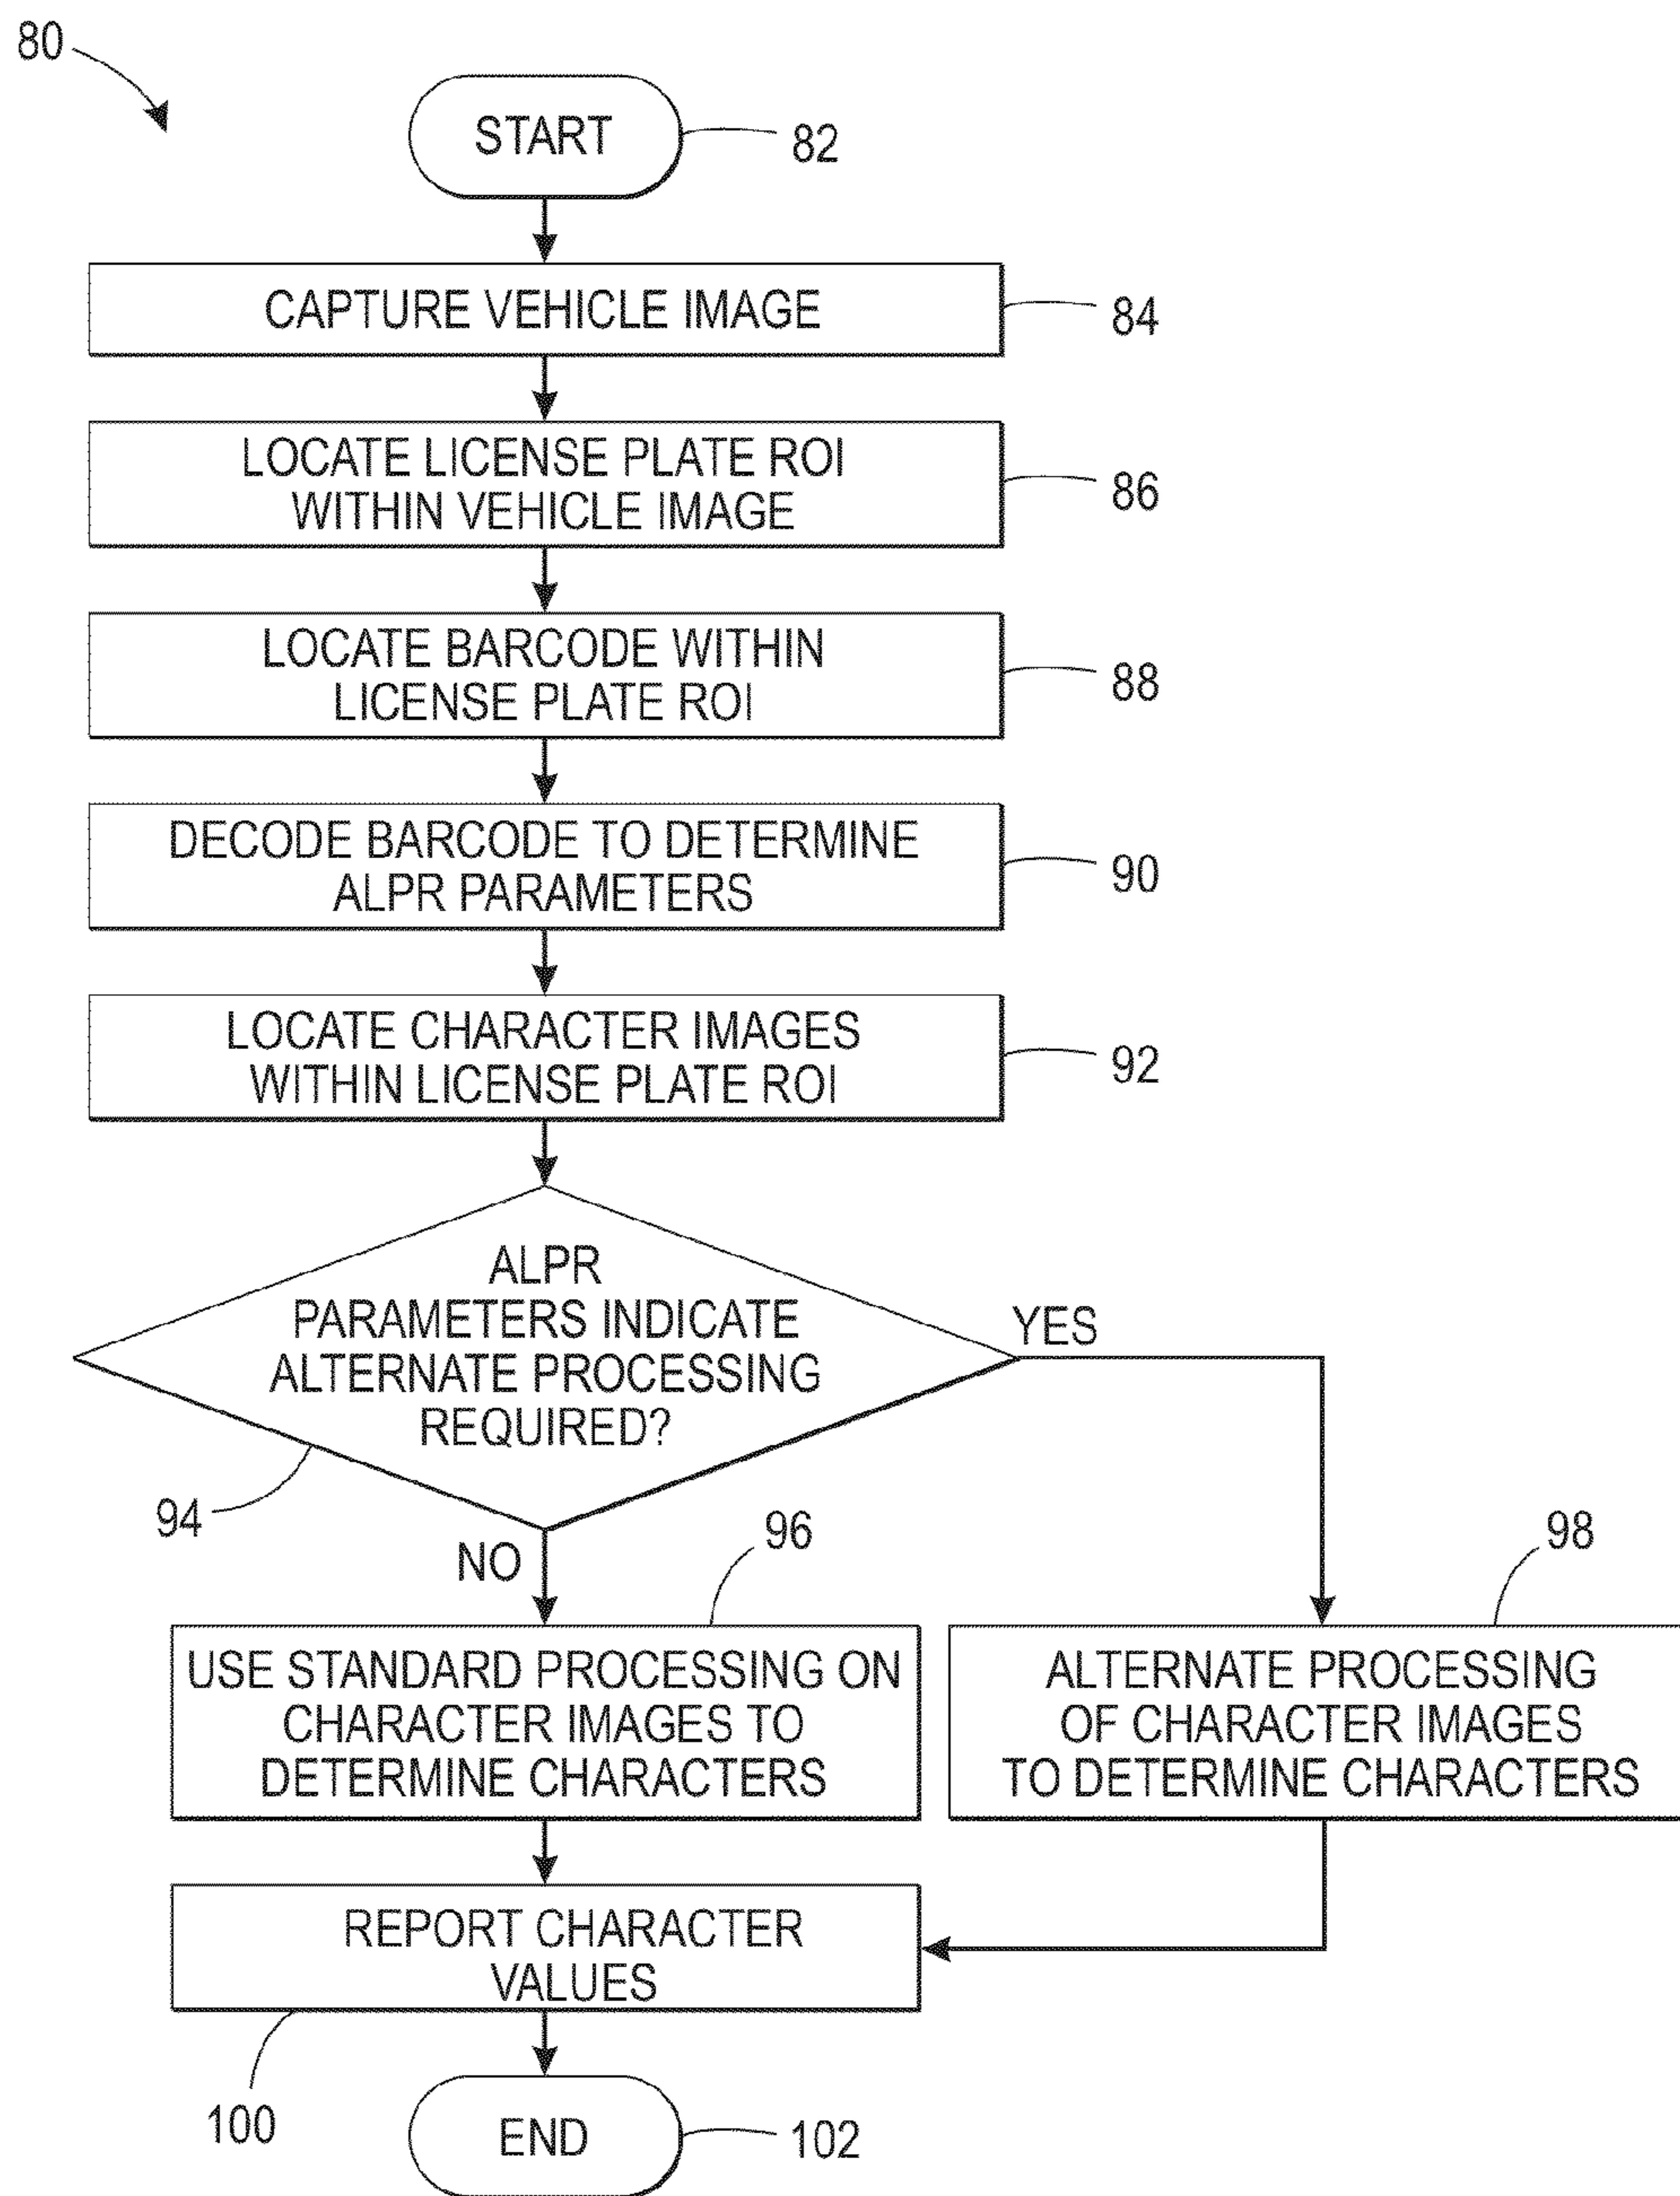 80
START
82
CAPTURE VEHICLE IMAGE
84
LOCATE LICENSE PLATE ROI
WITHIN VEHICLE IMAGE
86
LOCATE BARCODE WITHIN
LICENSE PLATE ROI
88
DECODE BARCODE TO DETERMINE
ALPR PARAMETERS
90
LOCATE CHARACTER IMAGES
WITHIN LICENSE PLATE ROI
92
ALPR
PARAMETERS INDICATE
ALTERNATE PROCESSING
REQUIRED?
YES
94
NO
96
98
USE STANDARD PROCESSING ON
CHARACTER IMAGES TO
DETERMINE CHARACTERS
ALTERNATE PROCESSING
OF CHARACTER IMAGES
TO DETERMINE CHARACTERS
REPORT CHARACTER
VALUES
100
END
102